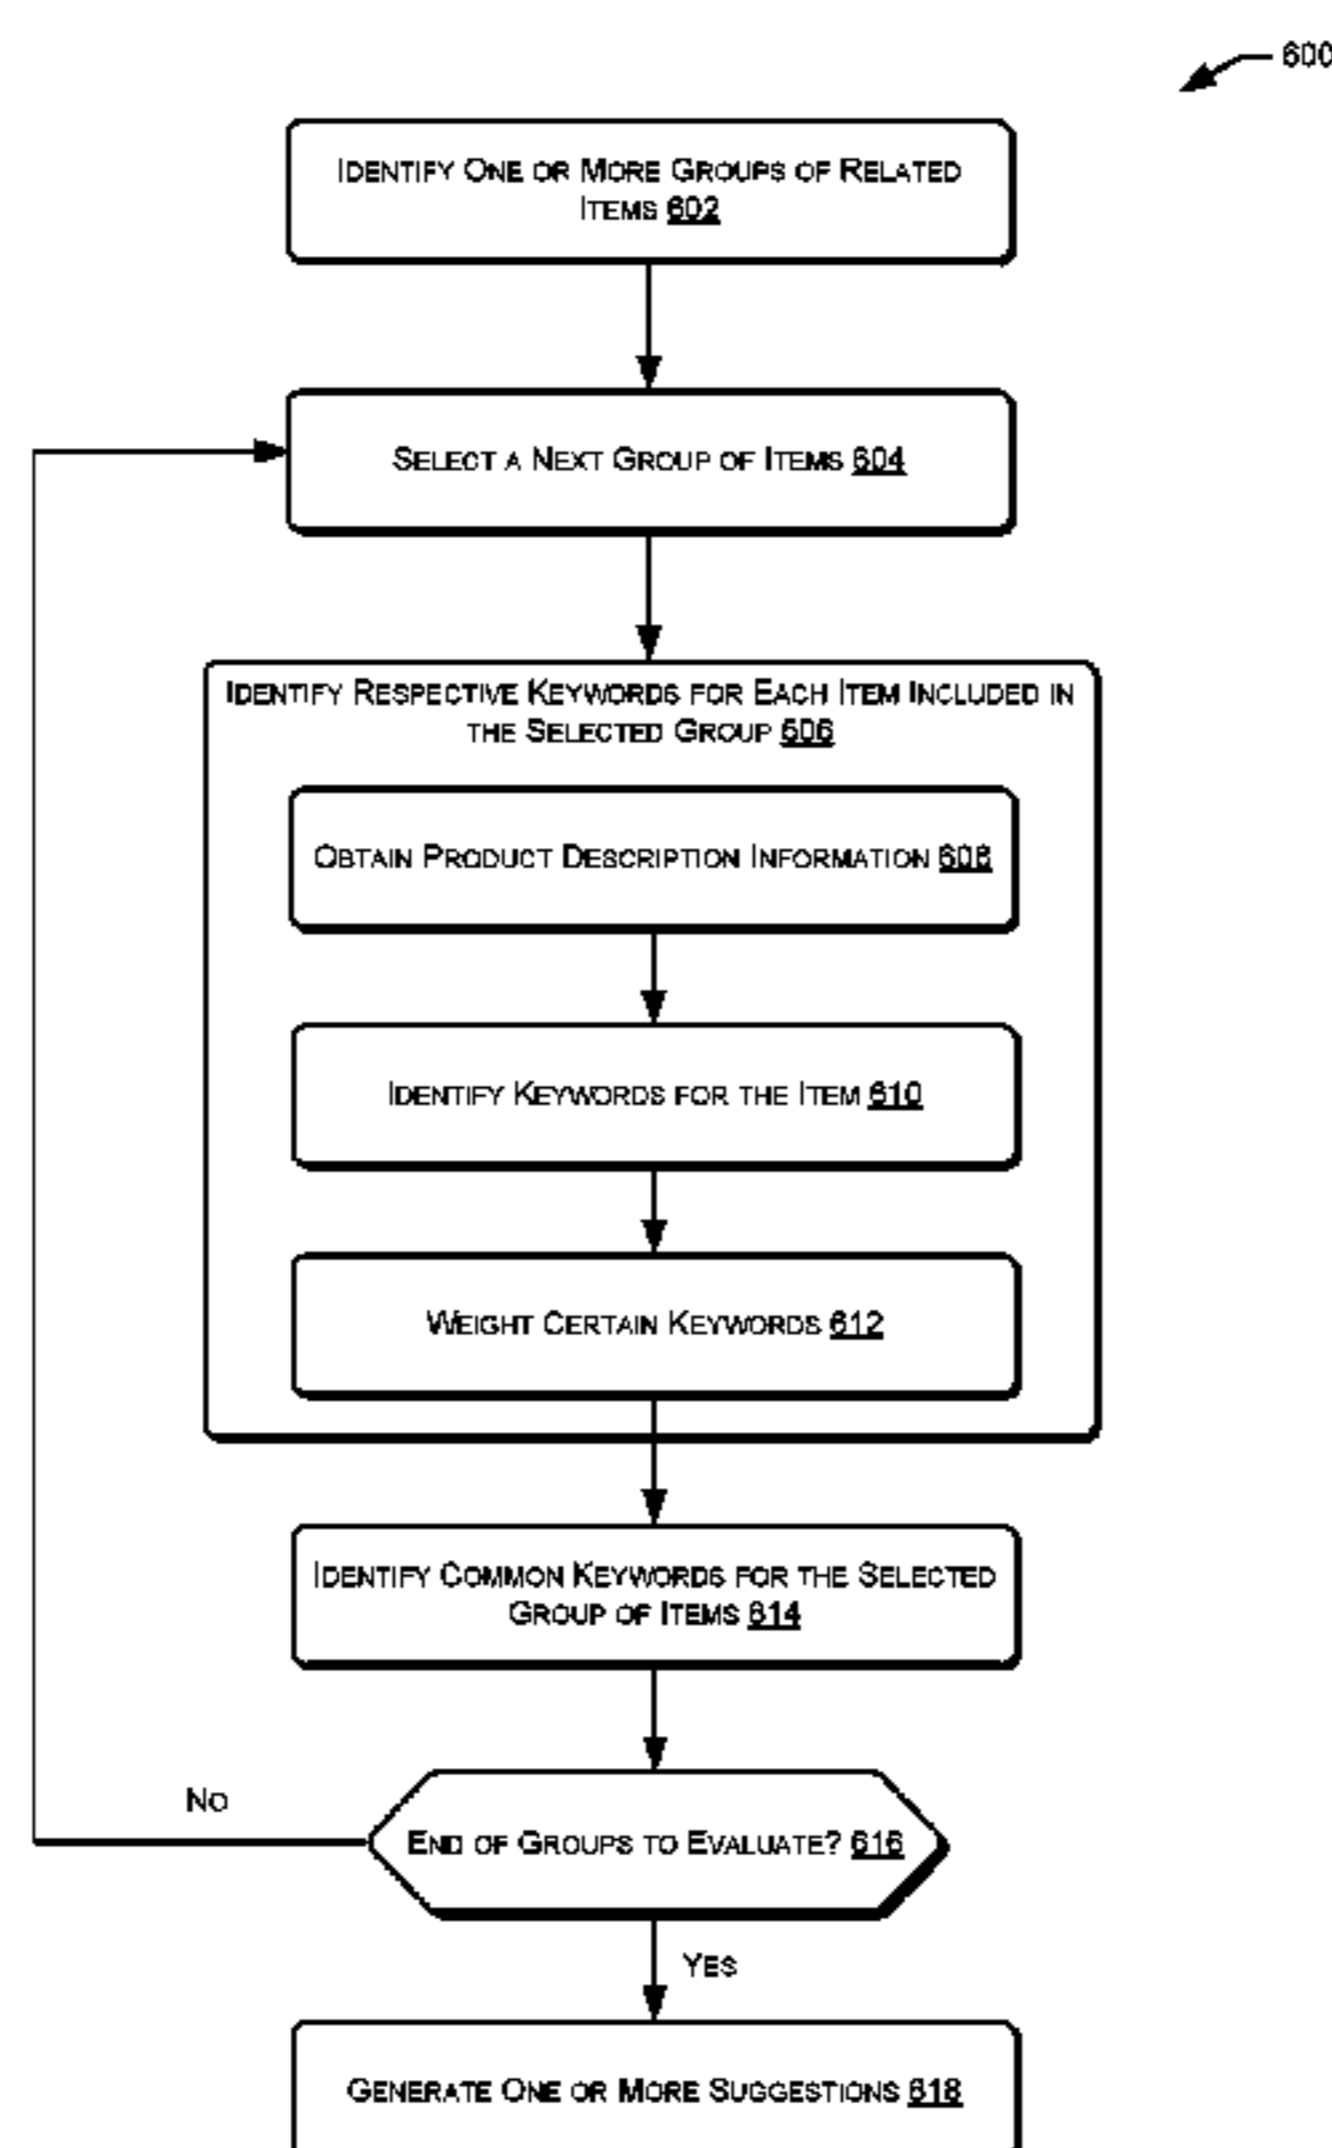 600
IDENTIFY ONE OR MORE GROUPS OF RELATED
ITEMS 602
SELECT A NEXT GROUP OF ITEMS 604
IDENTIFY RESPECTIVE KEYWORDS FOR EACH ITEM INCLUDED IN
THE SELECTED GROUP 606
OBTAIN PRODUCT DESCRIPTION INFORMATION 608
IDENTIFY KEYWORDS FOR THE ITEM 610
WEIGHT CERTAIN KEYWORDS 612
IDENTIFY COMMON KEYWORDS FOR THE SELECTED
GROUP OF ITEMS 614
NO
END OF GROUPS TO EVALUATE? 616
YES
GENERATE ONE OR MORE SUGGESTIONS 618